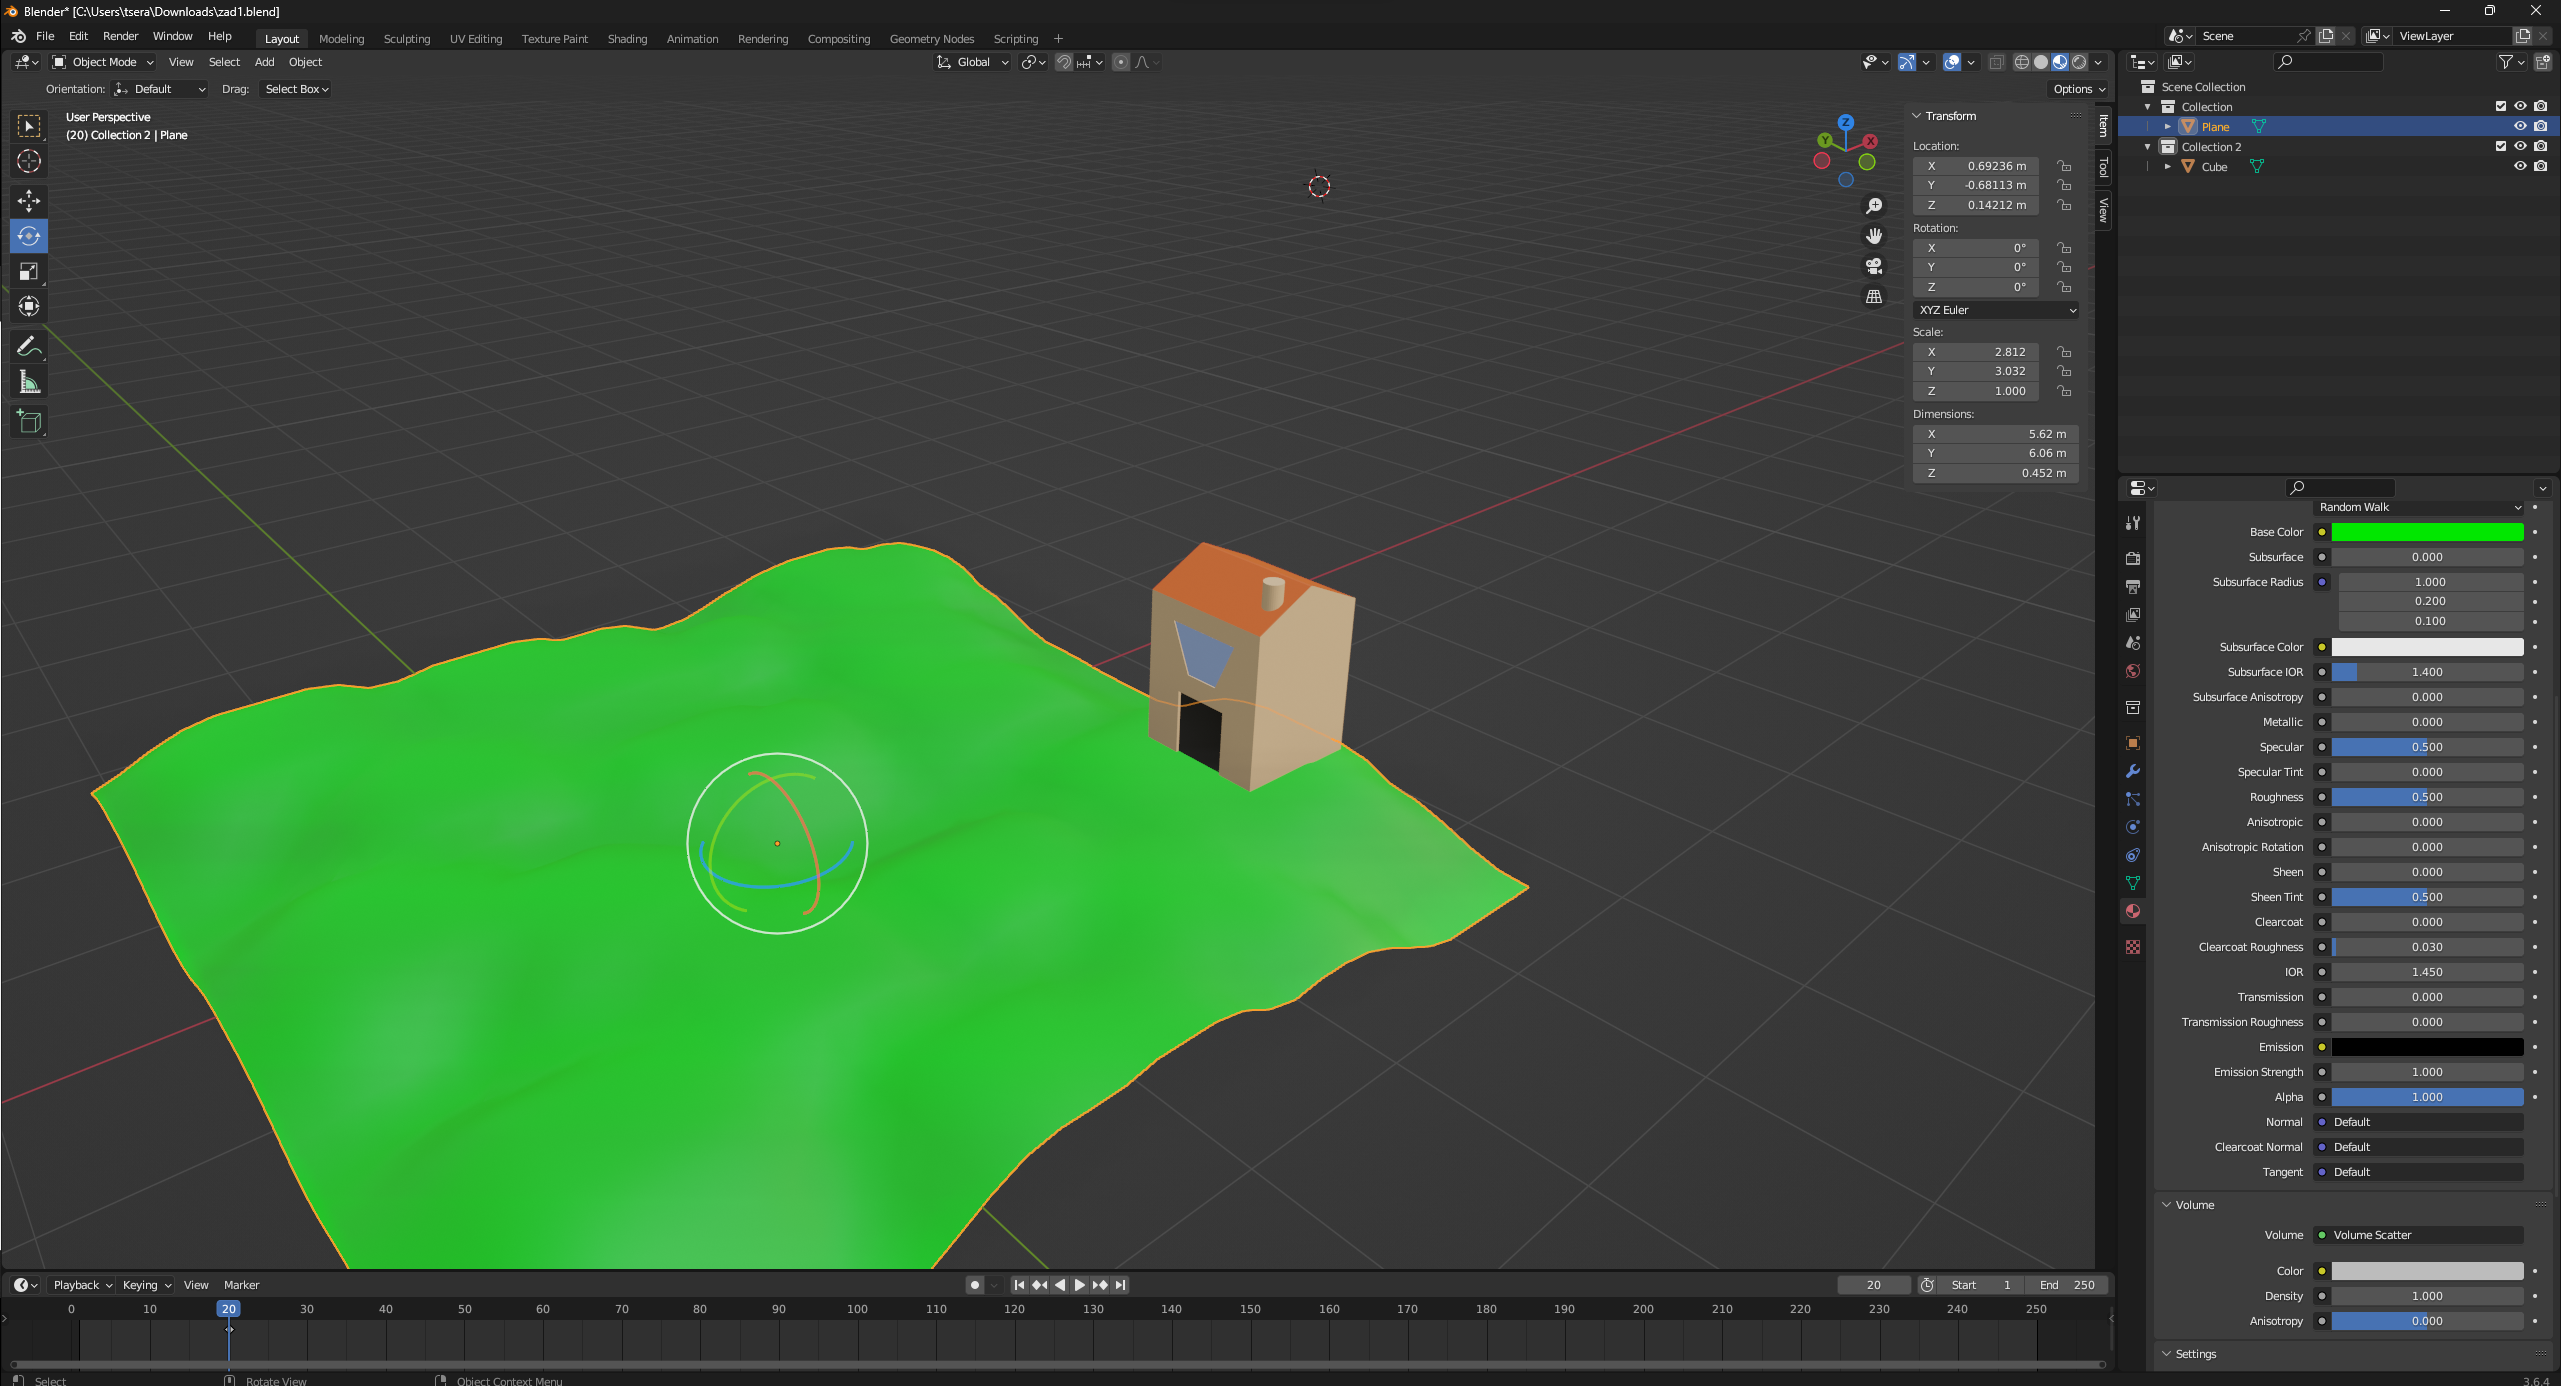 Blender* [C:\Users\tsera\Downloads\zad1.blend]
File Edit Render Window Help Layout Modeling Sculpting UV Editing Texture Paint Shading Animation Rendering Compositing Geometry Nodes Scripting + Scene ViewLayer
Object Mode View Select Add Object Global
Orientation: Default Drag: Select Box Options
User Perspective
(20) Collection 2 | Plane
Z
Y
X
Item
Tool
View
Transform
Location:
X 0.69236 m
Y -0.68113 m
Z 0.14212 m
Rotation:
X 0°
Y 0°
Z 0°
XYZ Euler
Scale:
X 2.812
Y 3.032
Z 1.000
Dimensions:
X 5.62 m
Y 6.06 m
Z 0.452 m
Scene Collection
Collection
Plane
Collection 2
Cube
Random Walk
Base Color
Subsurface 0.000
Subsurface Radius 1.000
0.200
0.100
Subsurface Color
Subsurface IOR 1.400
Subsurface Anisotropy 0.000
Metallic 0.000
Specular 0.500
Specular Tint 0.000
Roughness 0.500
Anisotropic 0.000
Anisotropic Rotation 0.000
Sheen 0.000
Sheen Tint 0.500
Clearcoat 0.000
Clearcoat Roughness 0.030
IOR 1.450
Transmission 0.000
Transmission Roughness 0.000
Emission
Emission Strength 1.000
Alpha 1.000
Normal Default
Clearcoat Normal Default
Tangent Default
Volume
Volume Volume Scatter
Color
Density 1.000
Anisotropy 0.000
Settings
Playback Keying View Marker 20 Start 1 End 250
0 10 20 30 40 50 60 70 80 90 100 110 120 130 140 150 160 170 180 190 200 210 220 230 240 250
Select Rotate View Object Context Menu 3.6.4